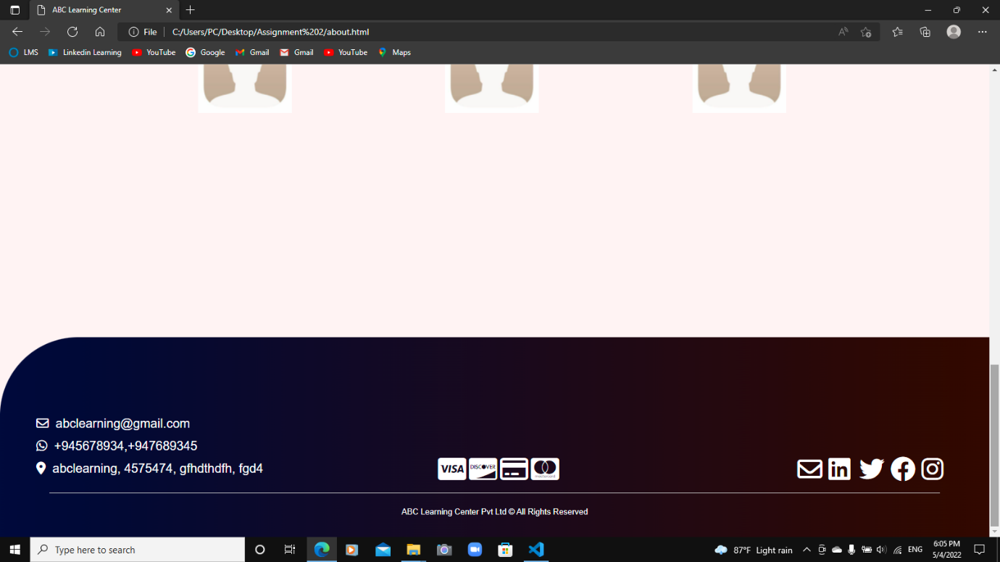 ABC Learning Center
File
C:/Users/PC/Desktop/Assignment%202/about.html
LMS
Linkedin Learning
YouTube
Google
Gmail
Gmail
YouTube
Maps
abclearning@gmail.com
+945678934,+947689345
abclearning, 4575474, gfhdthdfh, fgd4
VISA
DISCOVER
mastercard
in
ABC Learning Center Pvt Ltd © All Rights Reserved
Type here to search
87°F Light rain
ENG
6:05 PM
5/4/2022